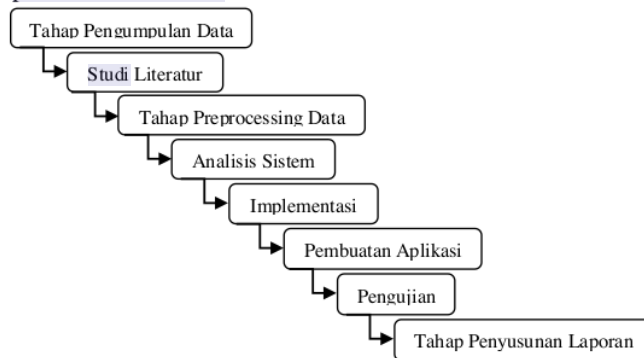 Tahap Pengumpulan Data
Studi Literatur
Tahap Preprocessing Data
Analisis Sistem
Implementasi
Pembuatan Aplikasi
Pengujian
Tahap Penyusunan Laporan